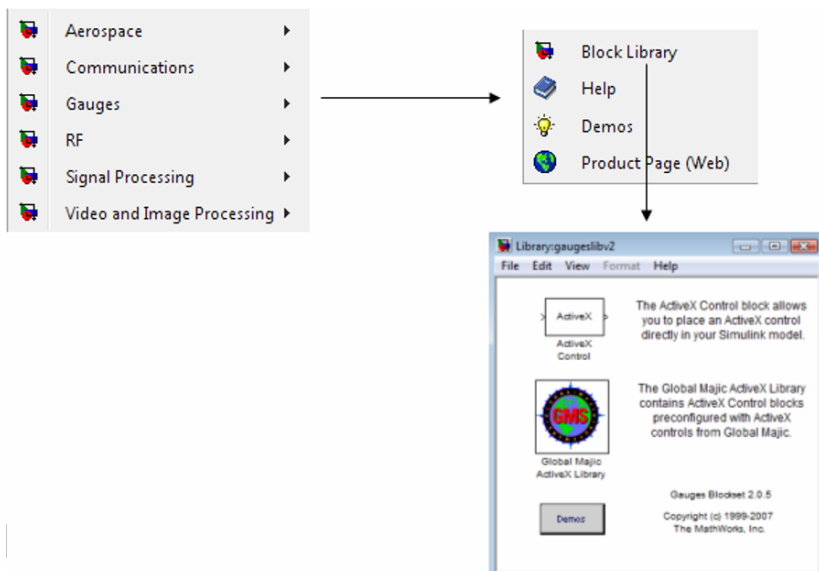 Aerospace
Communications
Gauges
RF
Signal Processing
Video and Image Processing
Block Library
Help
Demos
Product Page (Web)
Library:gaugeslibv2
File Edit View Format Help
ActiveX
ActiveX
Control
The ActiveX Control block allows
you to place an ActiveX control
directly in your Simulink model.
GMS
Global Majic
ActiveX Library
The Global Majic ActiveX Library
contains ActiveX Control blocks
preconfigured with ActiveX
controls from Global Majic.
Demos
Gauges Blockset 2.0.5
Copyright (c) 1999-2007
The MathWorks, Inc.